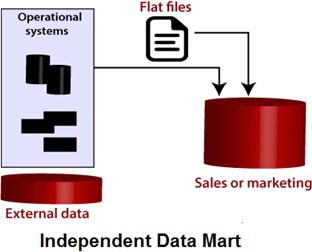 Operational
systems
Flat files
Sales or marketing
External data
Independent Data Mart